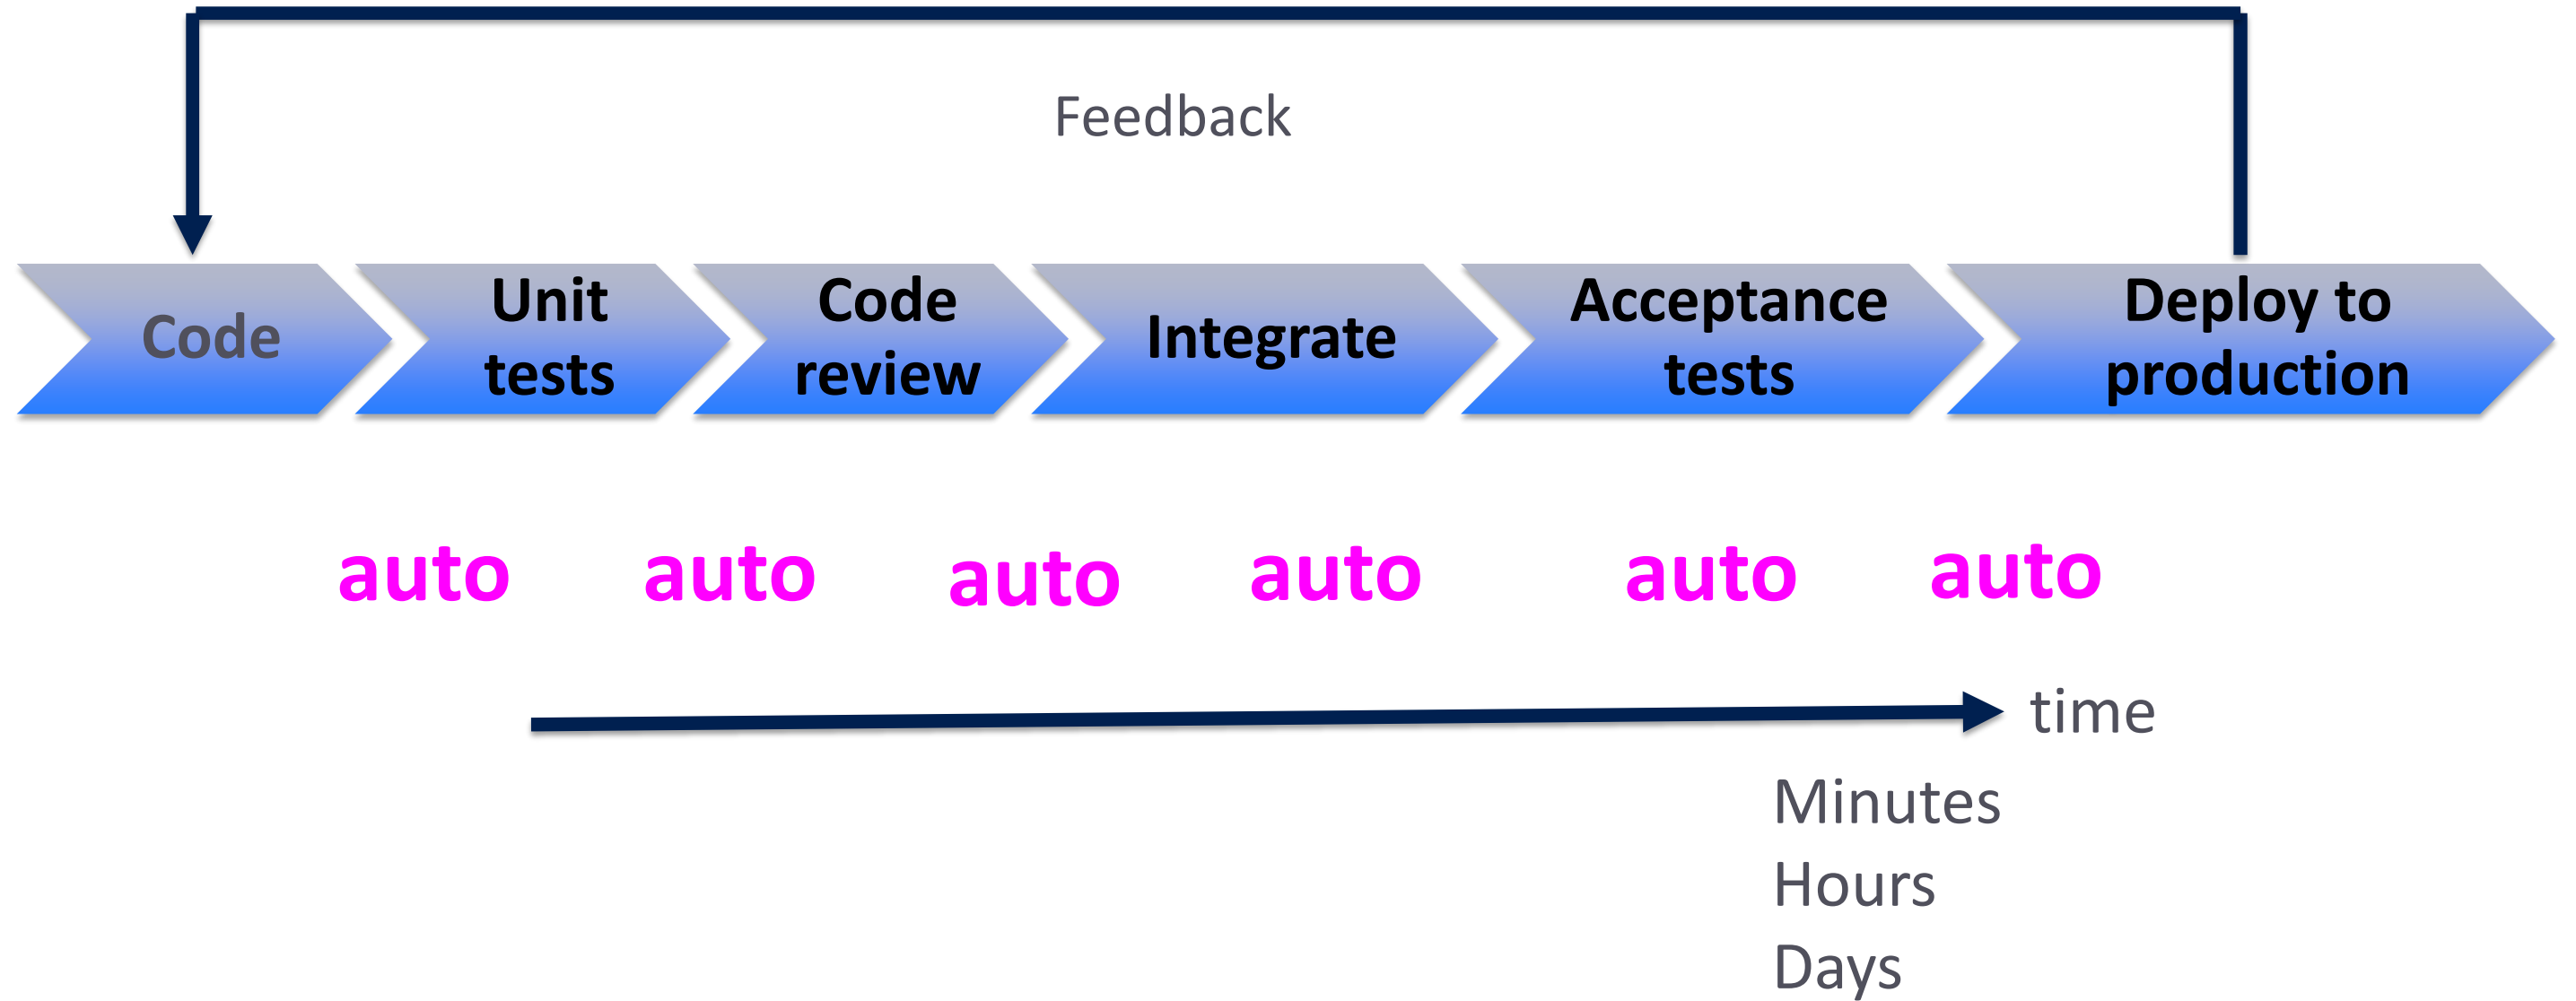 Feedback
Code
Unit
tests
Code
review
Integrate
Acceptance
tests
Deploy to
production
auto auto auto auto auto auto
time
Minutes
Hours
Days